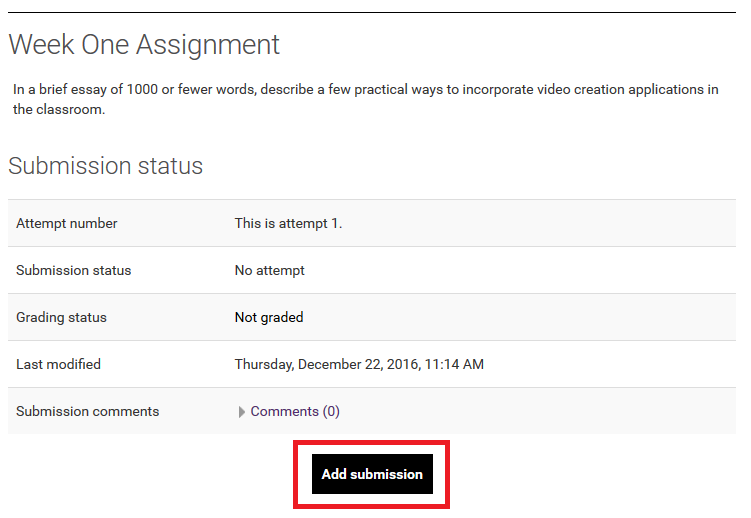 Week One Assignment
In a brief essay of 1000 or fewer words, describe a few practical ways to incorporate video creation applications in
the classroom.
Submission status
Attempt number This is attempt 1.
Submission status No attempt
Grading status Not graded
Last modified Thursday, December 22, 2016, 11:14 AM
Submission comments Comments (0)
Add submission